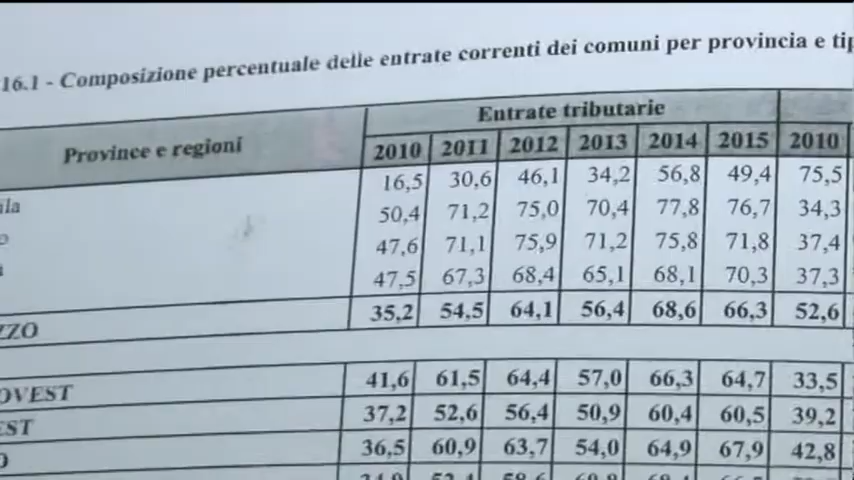 16.1 - Composizione percentuale delle entrate correnti dei comuni per provincia e tip
Province e regioni Entrate tributarie
2010 2011 2012 2013 2014 2015 2010
ila 16,5 30,6 46,1 34,2 56,8 49,4 75,5
o 50,4 71,2 75,0 70,4 77,8 76,7 34,3
47,6 71,1 75,9 71,2 75,8 71,8 37,4
47,5 67,3 68,4 65,1 68,1 70,3 37,3
ZZO 35,2 54,5 64,1 56,4 68,6 66,3 52,6
OVEST 41,6 61,5 64,4 57,0 66,3 64,7 33,5
EST 37,2 52,6 56,4 50,9 60,4 60,5 39,2
O 36,5 60,9 63,7 54,0 64,9 67,9 42,8